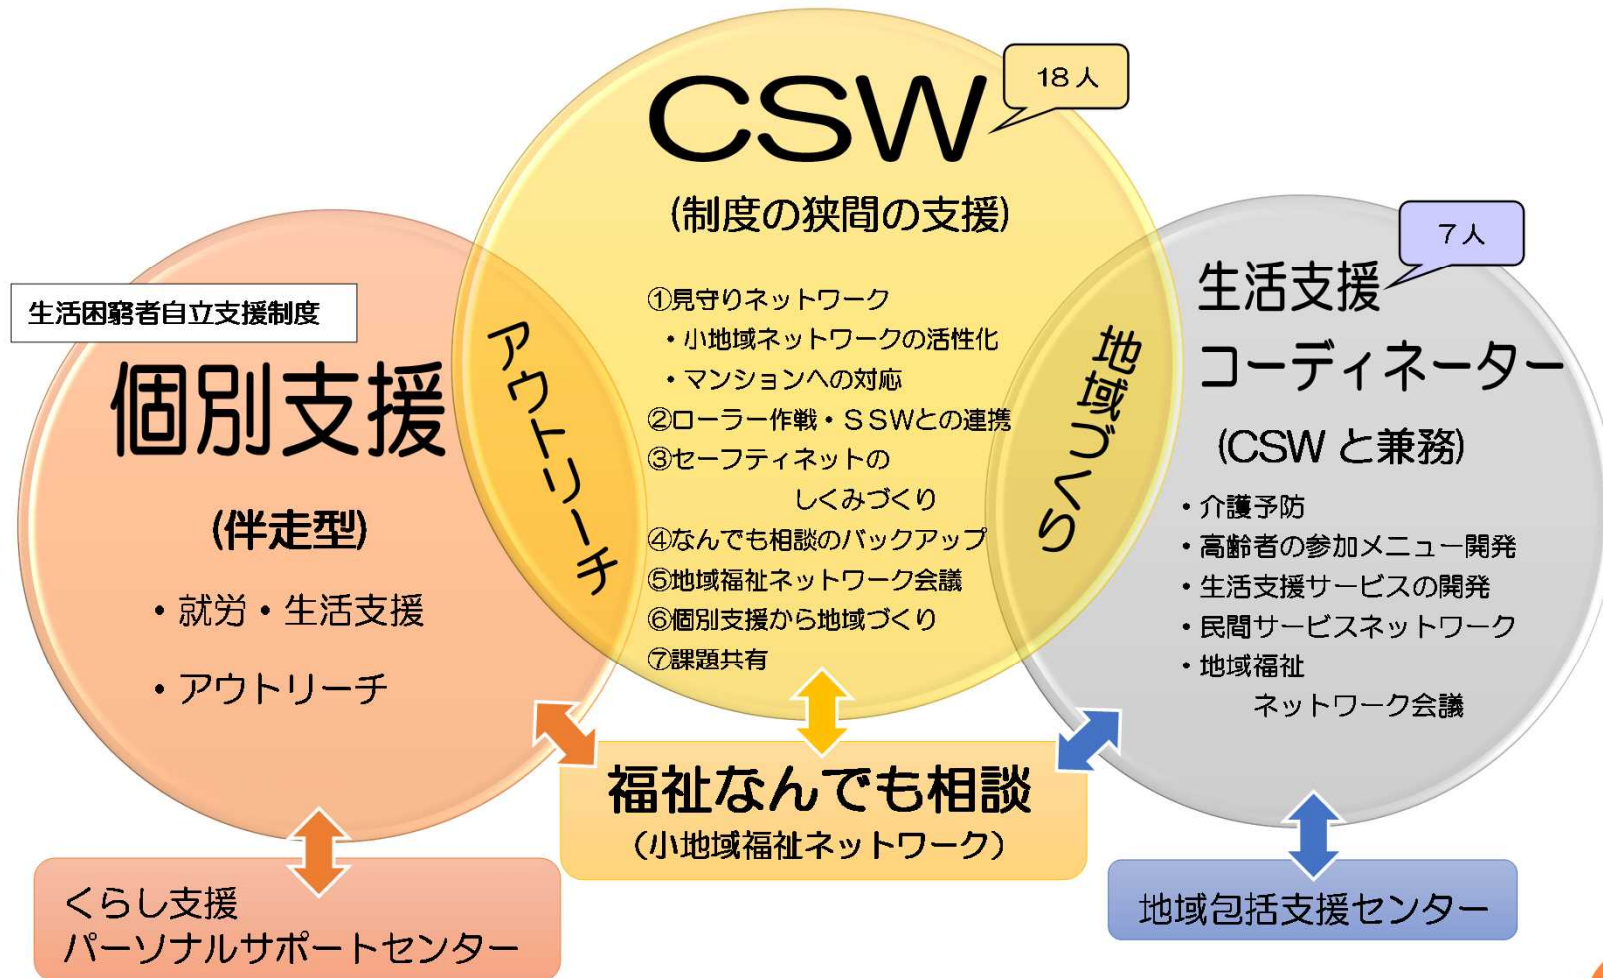 CSW
18人
(制度の狭間の支援)
①見守りネットワーク
・小地域ネットワークの活性化
・マンションへの対応
②ローラー作戦・SSWとの連携
③セーフティネットの
しくみづくり
④なんでも相談のバックアップ
⑤地域福祉ネットワーク会議
⑥個別支援から地域づくり
⑦課題共有
生活困窮者自立支援制度
個別支援
(伴走型)
・就労・生活支援
・アウトリーチ
アウトリーチ
地域づくり
7人
生活支援
コーディネーター
(CSWと兼務)
・介護予防
・高齢者の参加メニュー開発
・生活支援サービスの開発
・民間サービスネットワーク
・地域福祉
ネットワーク会議
福祉なんでも相談
(小地域福祉ネットワーク)
くらし支援
パーソナルサポートセンター
地域包括支援センター